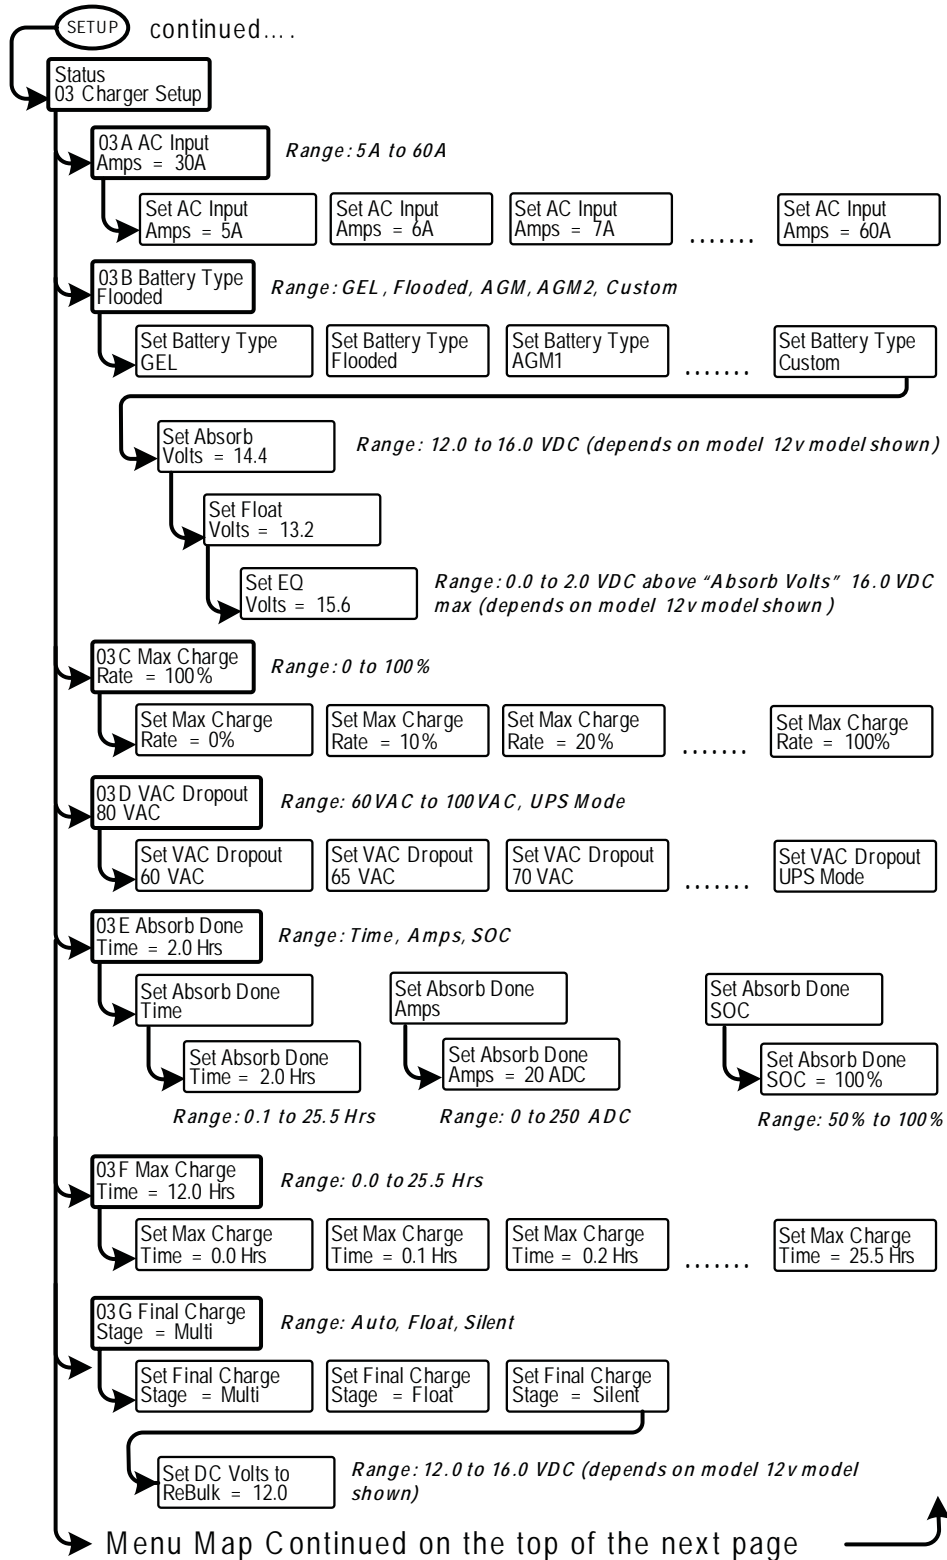 SETUP continued....
Status
03 Charger Setup
03A AC Input
Amps = 30A
Range: 5A to 60A
Set AC Input
Amps = 5A
Set AC Input
Amps = 6A
Set AC Input
Amps = 7A
.......
Set AC Input
Amps = 60A
03B Battery Type
Flooded
Range: GEL, Flooded, AGM, AGM2, Custom
Set Battery Type
GEL
Set Battery Type
Flooded
Set Battery Type
AGM1
.......
Set Battery Type
Custom
Set Absorb
Volts = 14.4
Range: 12.0 to 16.0 VDC (depends on model 12v model shown)
Set Float
Volts = 13.2
Set EQ
Volts = 15.6
Range: 0.0 to 2.0 VDC above “Absorb Volts” 16.0 VDC
max (depends on model 12v model shown)
03C Max Charge
Rate = 100%
Range: 0 to 100%
Set Max Charge
Rate = 0%
Set Max Charge
Rate = 10%
Set Max Charge
Rate = 20%
.......
Set Max Charge
Rate = 100%
03D VAC Dropout
80 VAC
Range: 60VAC to 100VAC, UPS Mode
Set VAC Dropout
60 VAC
Set VAC Dropout
65 VAC
Set VAC Dropout
70 VAC
.......
Set VAC Dropout
UPS Mode
03E Absorb Done
Time = 2.0 Hrs
Range: Time, Amps, SOC
Set Absorb Done
Time
Set Absorb Done
Amps
Set Absorb Done
SOC
Set Absorb Done
Time = 2.0 Hrs
Set Absorb Done
Amps = 20 ADC
Set Absorb Done
SOC = 100%
Range: 0.1 to 25.5 Hrs
Range: 0 to 250 ADC
Range: 50% to 100%
03F Max Charge
Time = 12.0 Hrs
Range: 0.0 to 25.5 Hrs
Set Max Charge
Time = 0.0 Hrs
Set Max Charge
Time = 0.1 Hrs
Set Max Charge
Time = 0.2 Hrs
.......
Set Max Charge
Time = 25.5 Hrs
03G Final Charge
Stage = Multi
Range: Auto, Float, Silent
Set Final Charge
Stage = Multi
Set Final Charge
Stage = Float
Set Final Charge
Stage = Silent
Set DC Volts to
ReBulk = 12.0
Range: 12.0 to 16.0 VDC (depends on model 12v model
shown)
Menu Map Continued on the top of the next page